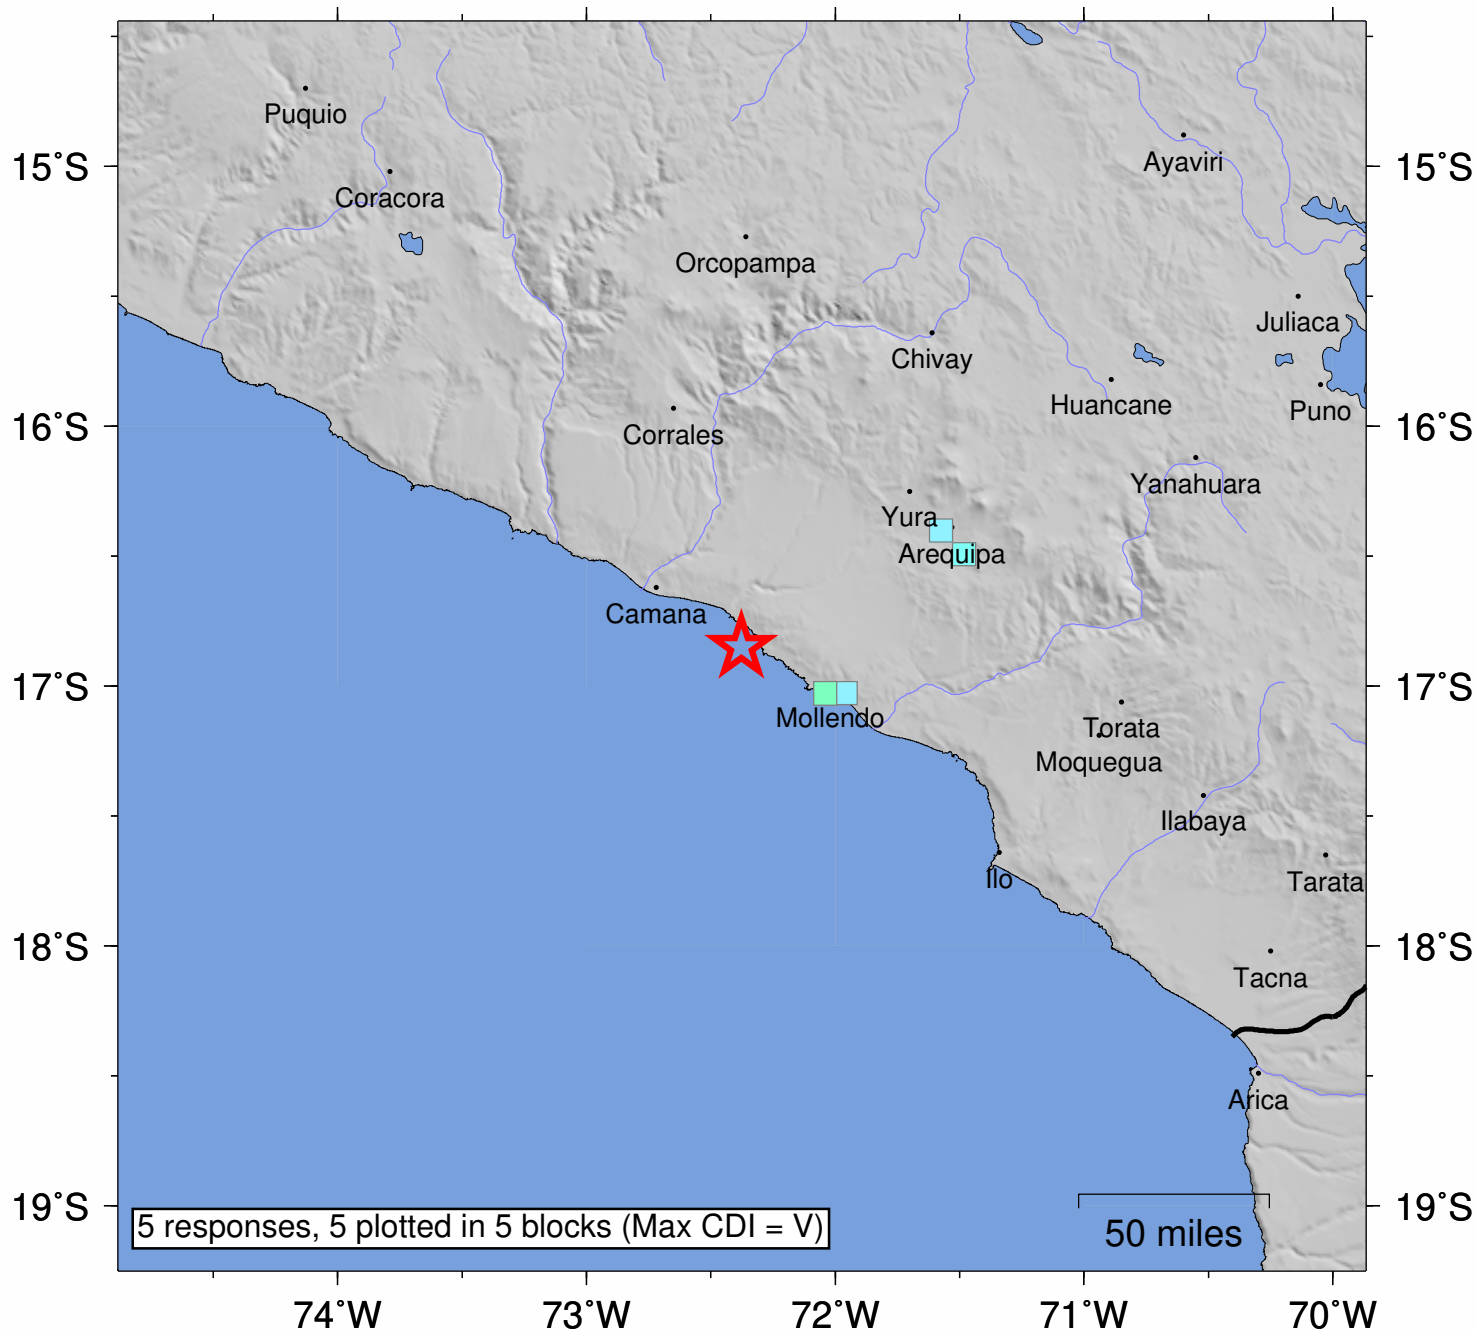 Puquio
15°S
15°S
Ayaviri
Coracora
Orcopampa
Juliaca
Chivay
Huancane
Puno
16°S
16°S
Corrales
Yanahuara
Yura
Arequipa
Camana
17°S
17°S
Mollendo
Torata
Moquegua
Ilabaya
Ilo
Tarata
18°S
18°S
Tacna
Arica
19°S
19°S
5 responses, 5 plotted in 5 blocks (Max CDI = V)
50 miles
74°W 73°W 72°W 71°W 70°W